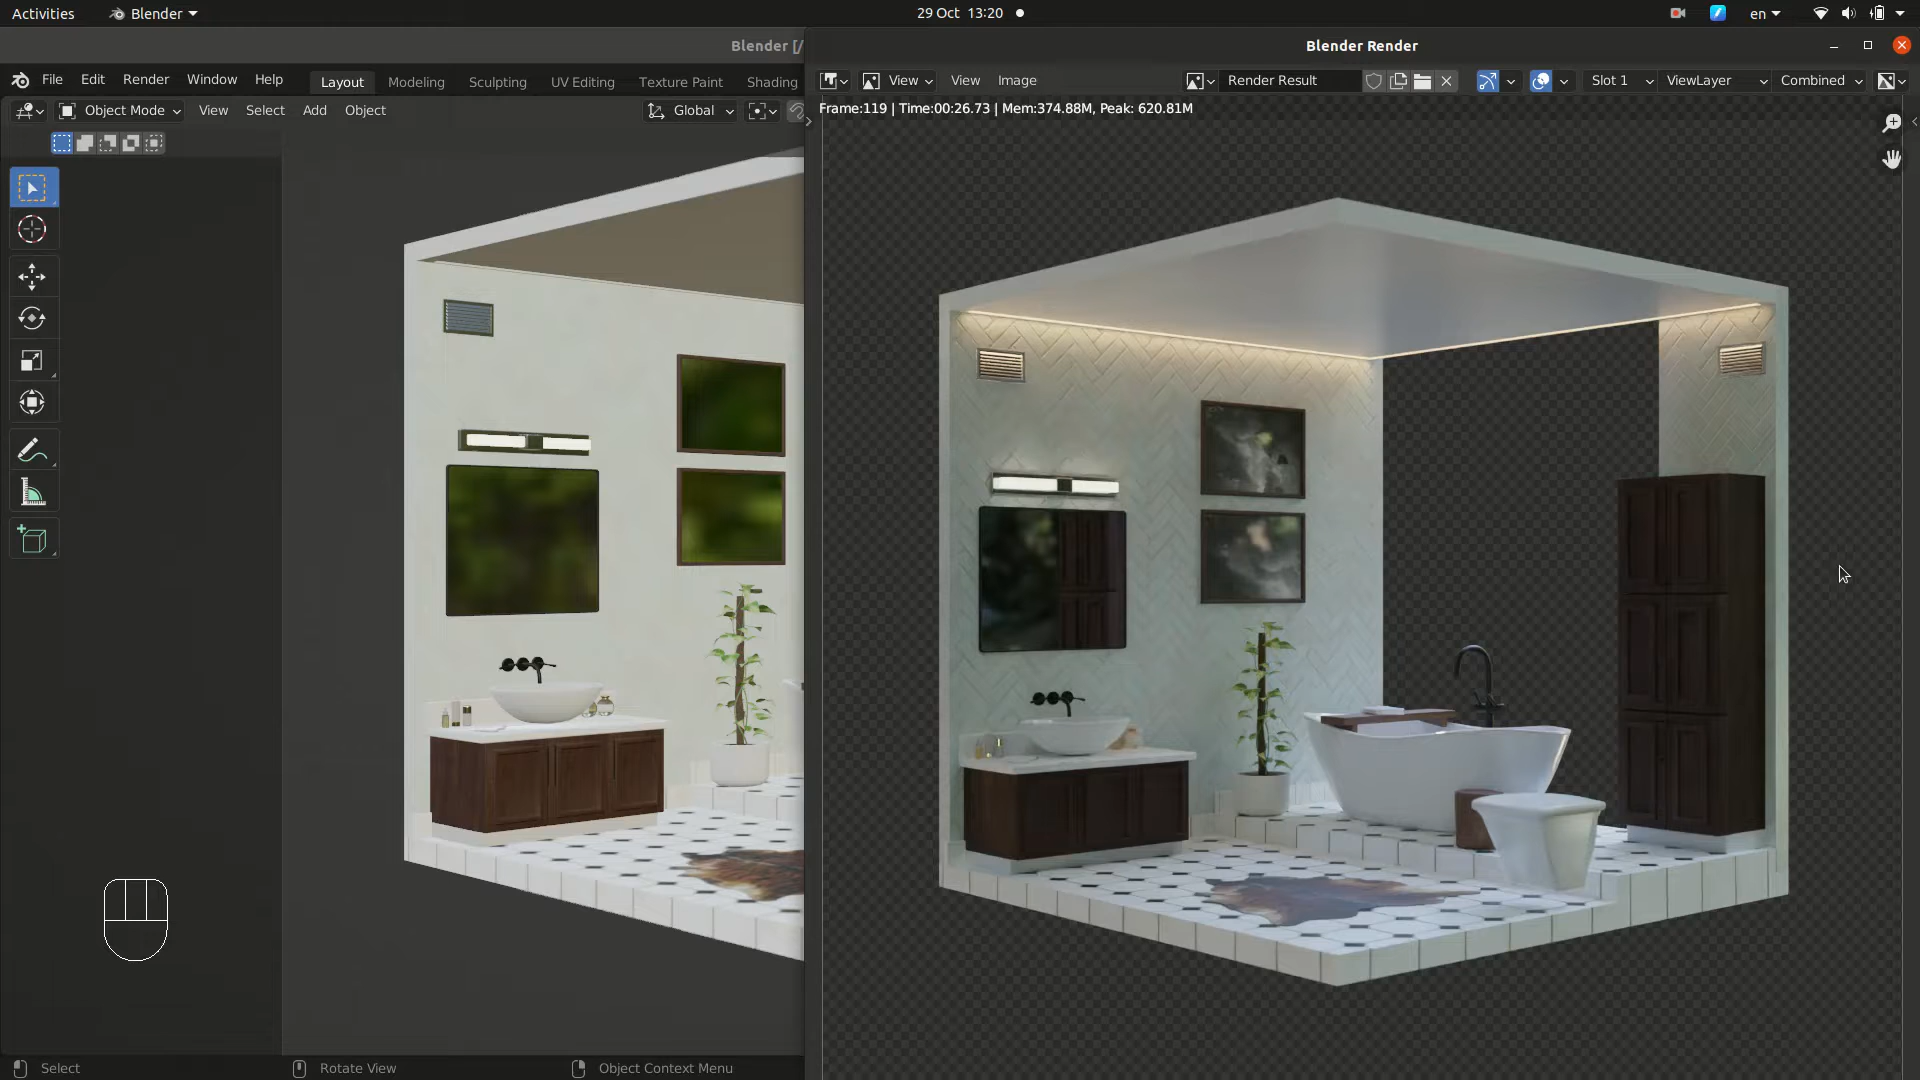 Activities Blender 29 Oct 13:20 en
Blender [/ Blender Render
File Edit Render Window Help Layout Modeling Sculpting UV Editing Texture Paint Shading View View Image Render Result Slot 1 ViewLayer Combined
Object Mode View Select Add Object Global Frame:119 | Time:00:26.73 | Mem:374.88M, Peak: 620.81M
Select Rotate View Object Context Menu